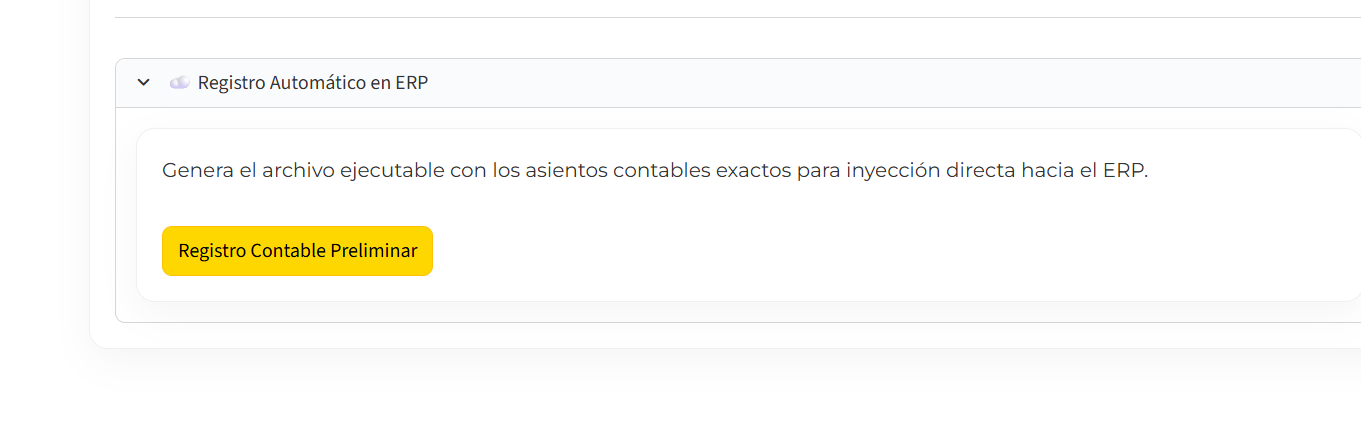 Registro Automático en ERP
Genera el archivo ejecutable con los asientos contables exactos para inyección directa hacia el ERP.
Registro Contable Preliminar